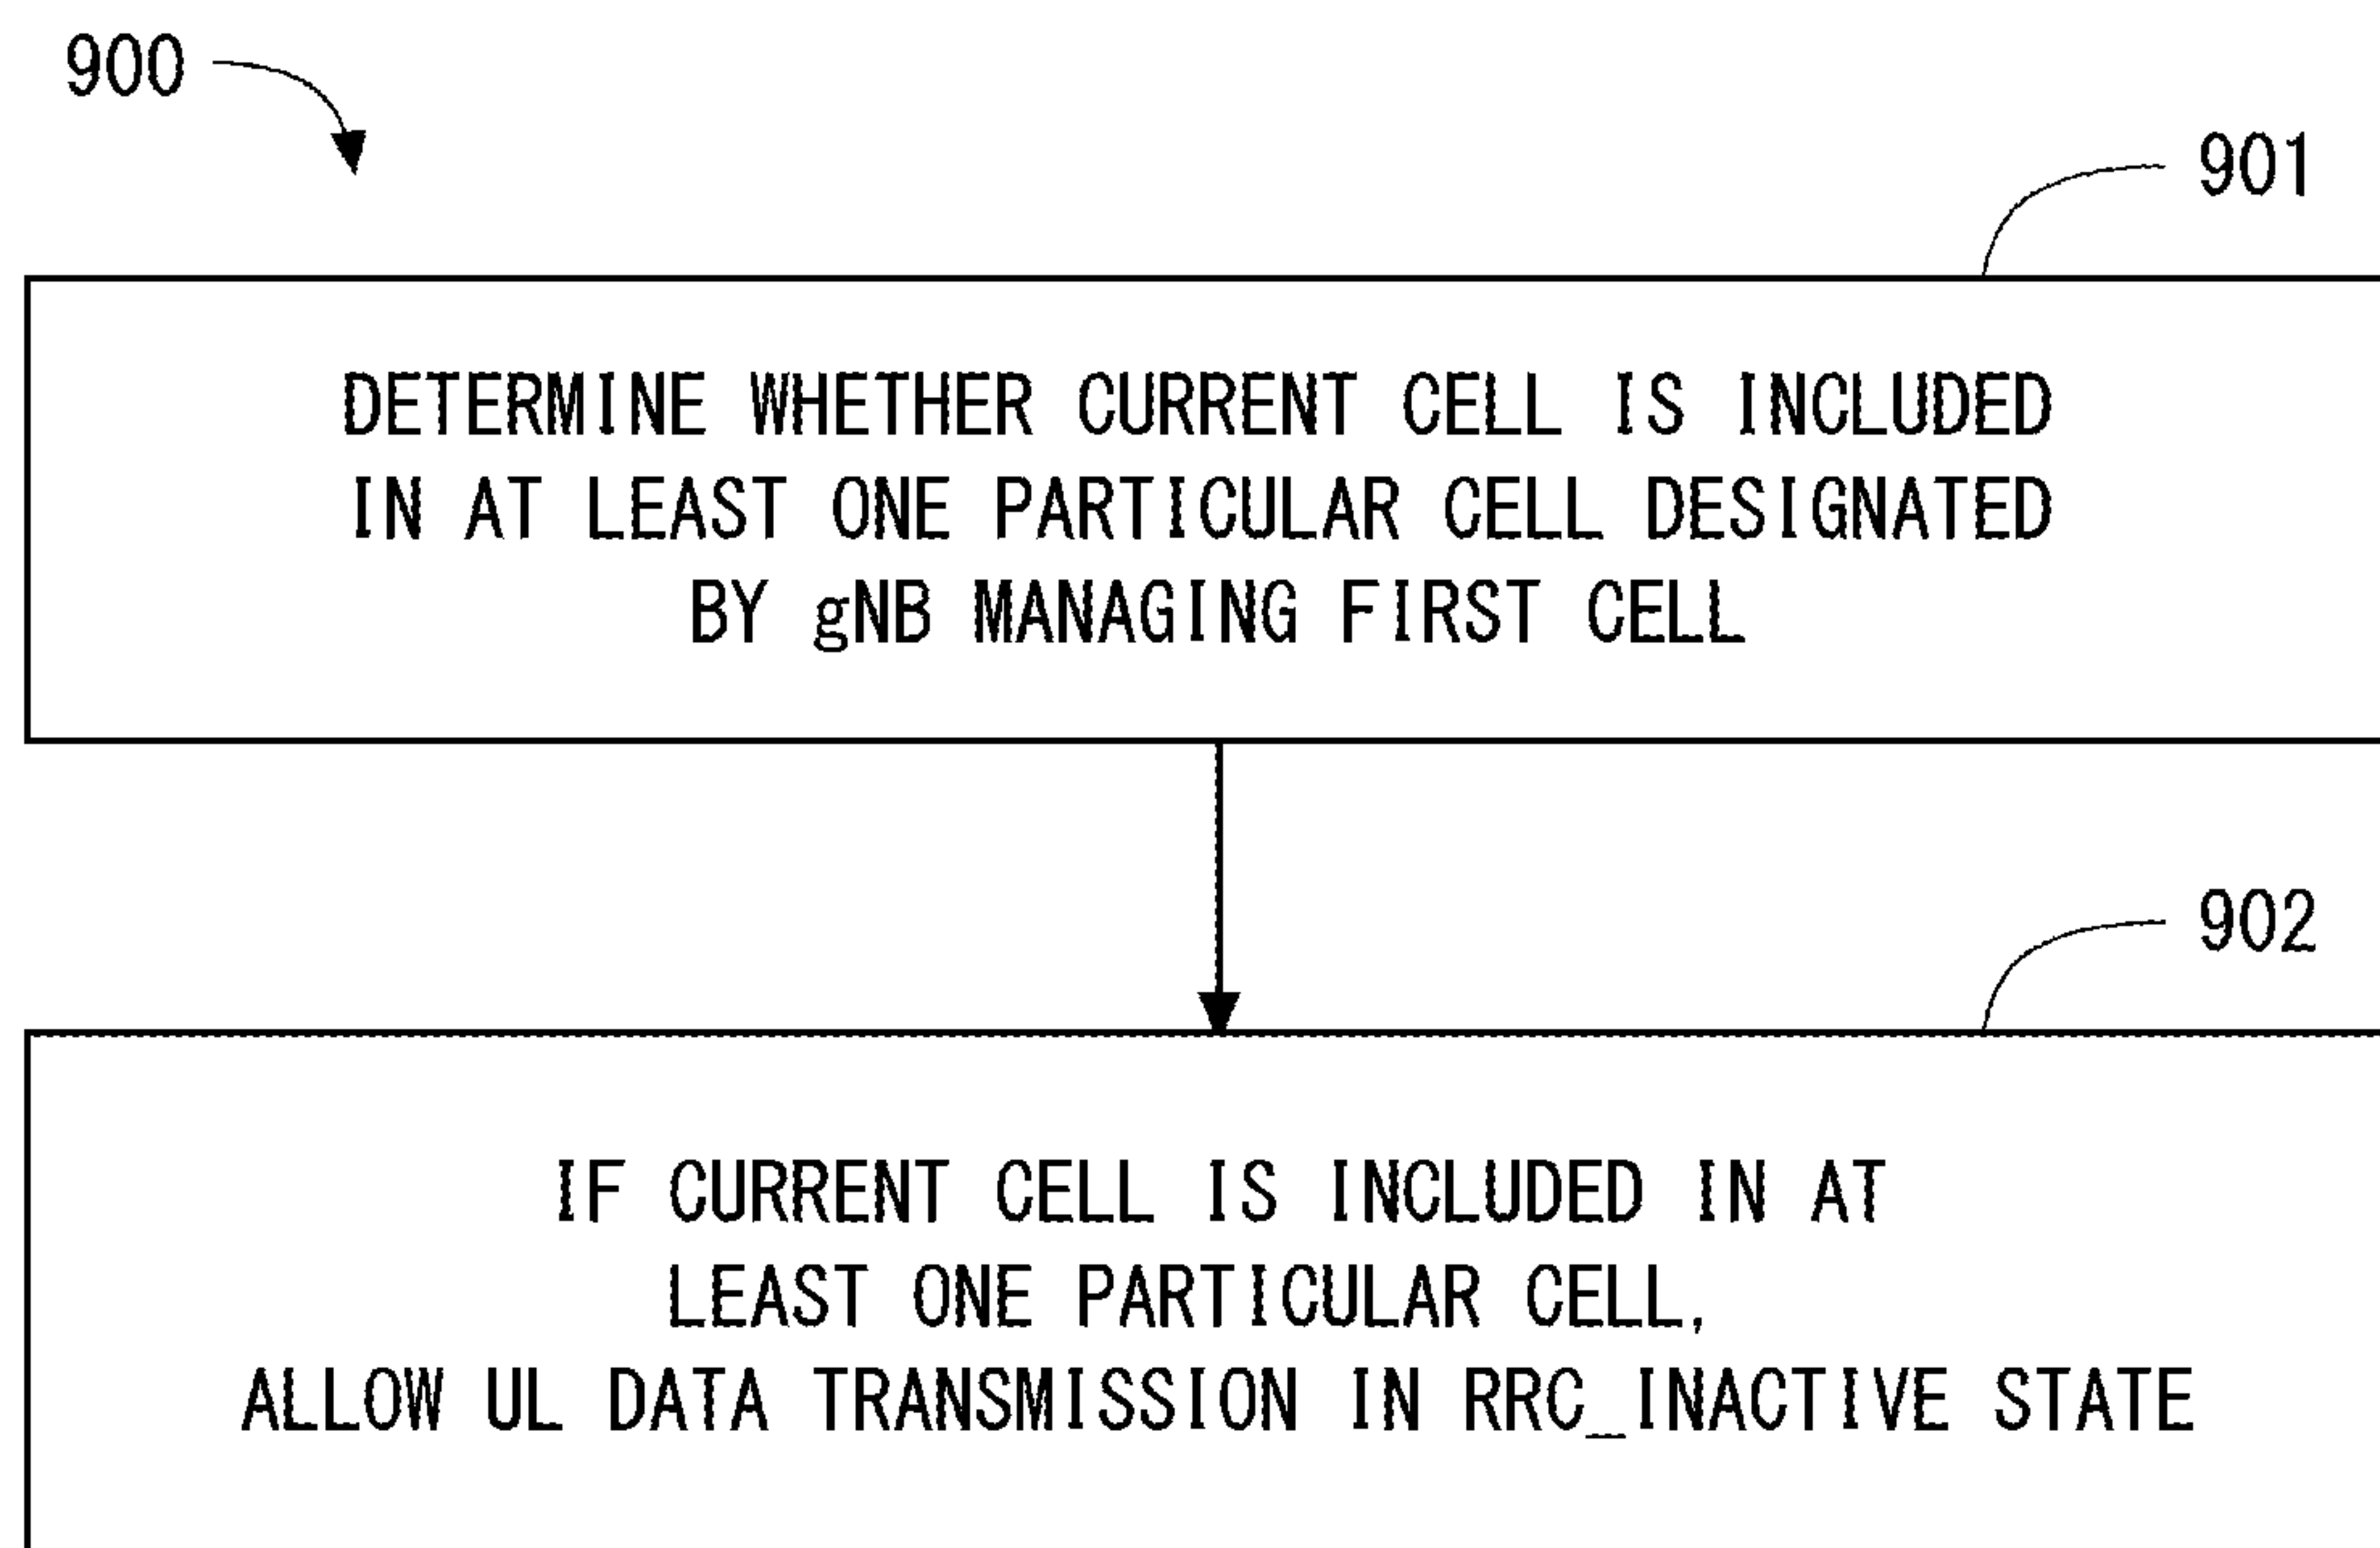 900
901
DETERMINE WHETHER CURRENT CELL IS INCLUDED
IN AT LEAST ONE PARTICULAR CELL DESIGNATED
BY gNB MANAGING FIRST CELL
902
IF CURRENT CELL IS INCLUDED IN AT
LEAST ONE PARTICULAR CELL,
ALLOW UL DATA TRANSMISSION IN RRC_INACTIVE STATE